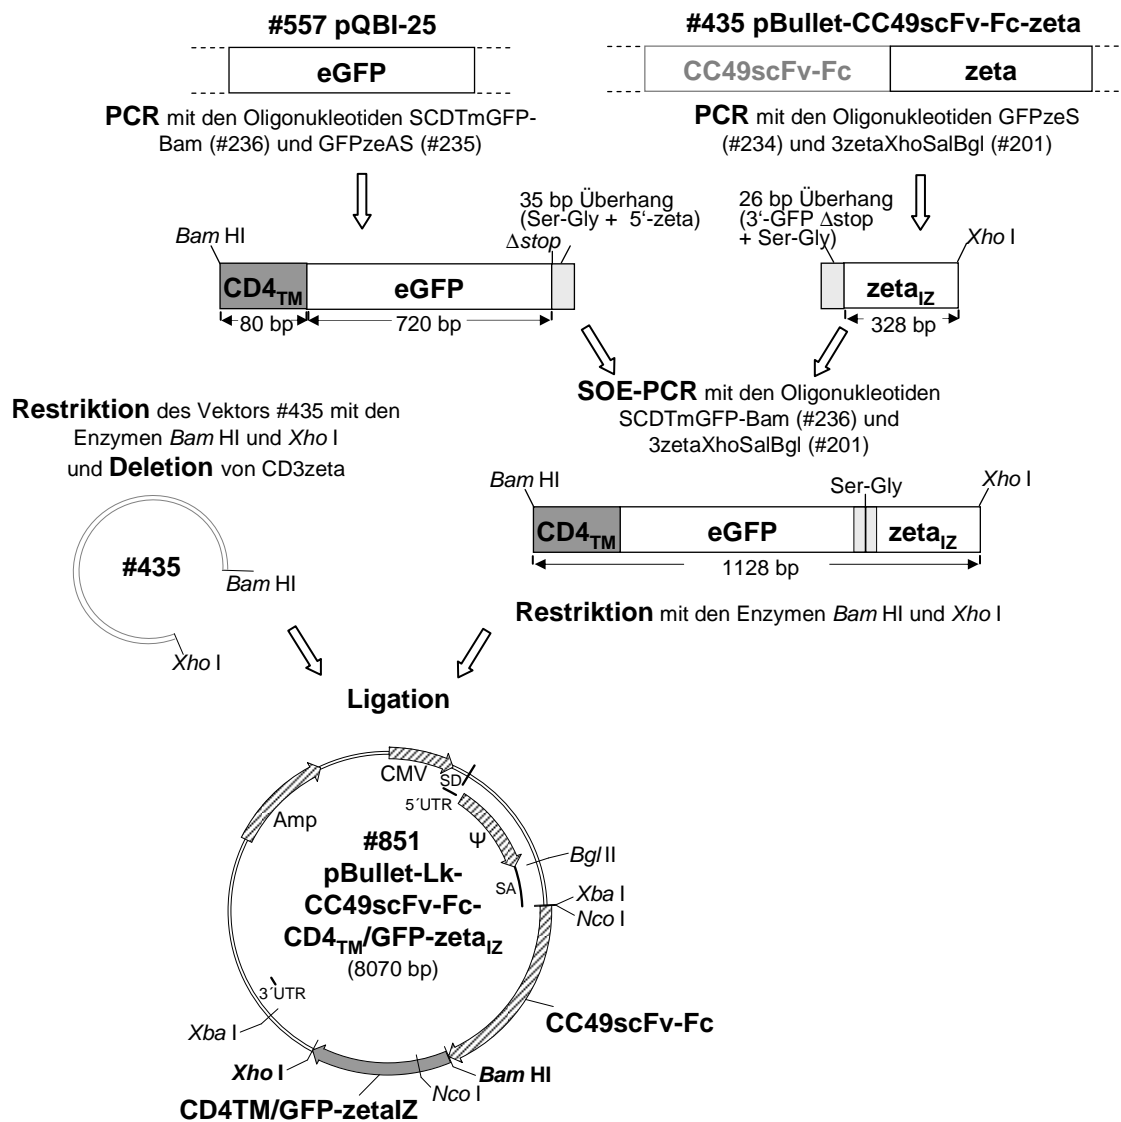 #557 pQBI-25
eGFP
PCR mit den Oligonukleotiden SCDTmGFP-
Bam (#236) und GFPzeAS (#235)
#435 pBullet-CC49scFv-Fc-zeta
CC49scFv-Fc zeta
PCR mit den Oligonukleotiden GFPzeS
(#234) und 3zetaXhoSalBgl (#201)
35 bp Überhang
(Ser-Gly + 5‘-zeta)
Δstop
Bam HI
CD4TM eGFP
80 bp 720 bp
26 bp Überhang
(3‘-GFP Δstop
+ Ser-Gly)
Xho I
zetaIZ
328 bp
SOE-PCR mit den Oligonukleotiden
SCDTmGFP-Bam (#236) und
3zetaXhoSalBgl (#201)
Restriktion des Vektors #435 mit den
Enzymen Bam HI und Xho I
und Deletion von CD3zeta
#435
Bam HI
Xho I
Bam HI
Ser-Gly
Xho I
CD4TM eGFP zetaIZ
1128 bp
Restriktion mit den Enzymen Bam HI und Xho I
Ligation
CMV
SD
5´UTR
Ψ
SA
Amp
#851
pBullet-Lk-
CC49scFv-Fc-
CD4TM/GFP-zetaIZ
(8070 bp)
Bgl II
Xba I
Nco I
CC49scFv-Fc
3´UTR
Xba I
Xho I
Bam HI
Nco I
CD4TM/GFP-zetaIZ